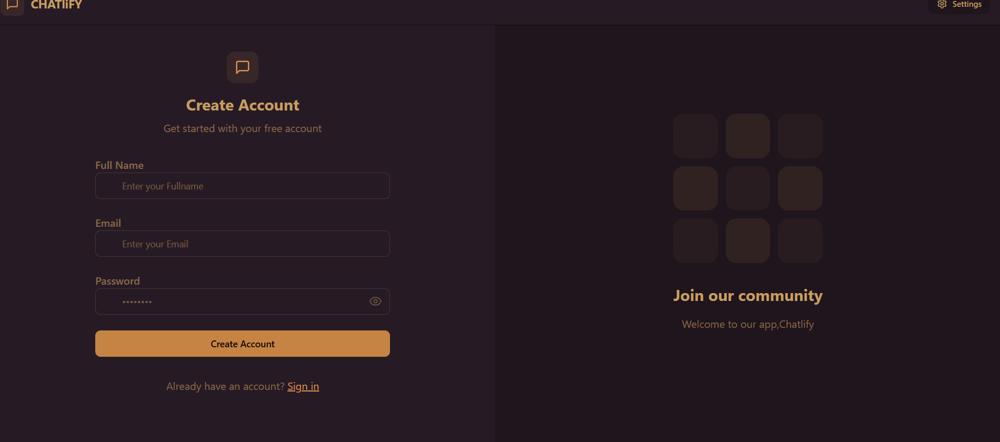 CHATliFY
Settings
Create Account
Get started with your free account
Full Name
Enter your Fullname
Email
Enter your Email
Password
••••••••
Create Account
Already have an account? Sign in
Join our community
Welcome to our app,Chatlify